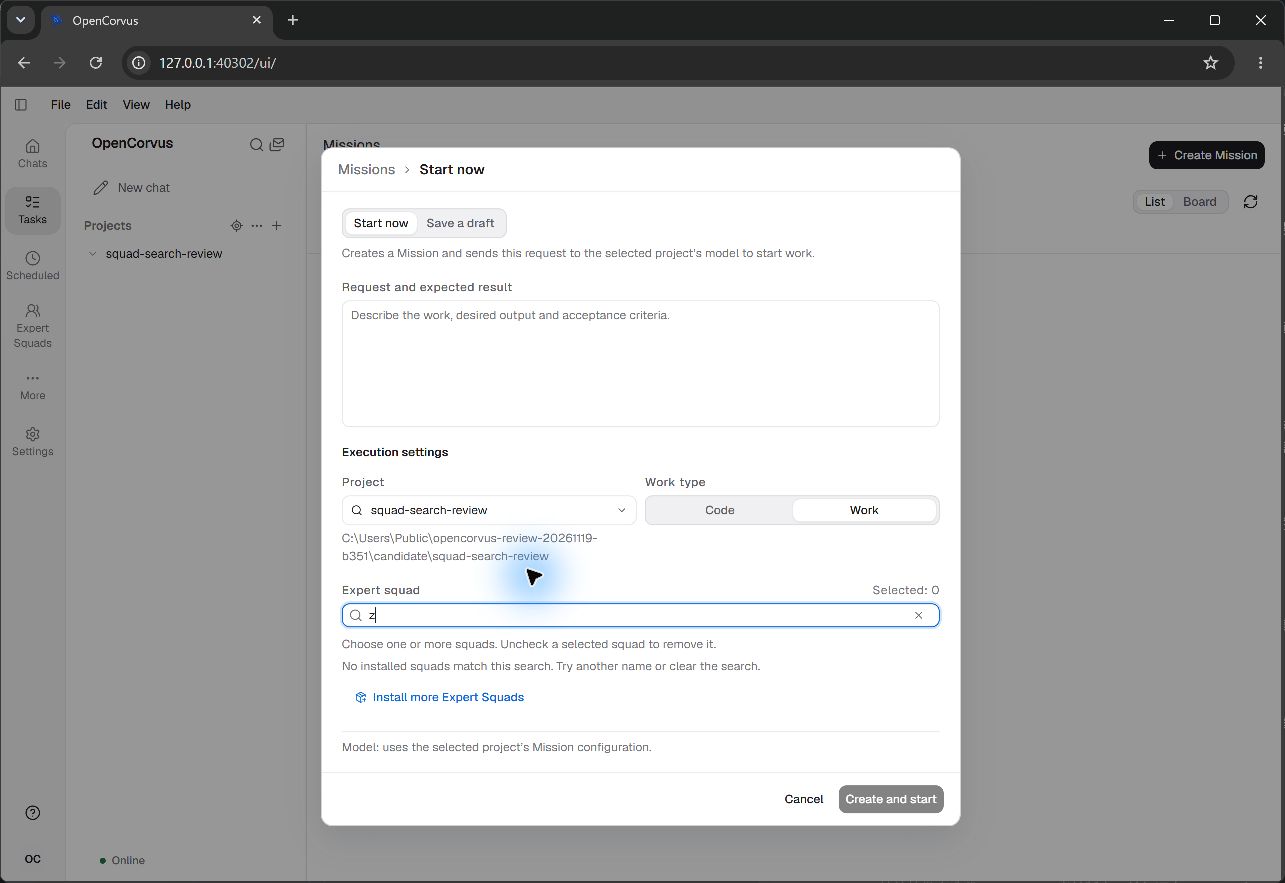 OpenCorvus
127.0.0.1:40302/ui/
File Edit View Help
Chats
Tasks
Scheduled
Expert
Squads
More
Settings
OC
OpenCorvus
New chat
Projects
squad-search-review
Online
Missions
Create Mission
List Board
Missions > Start now
Start now Save a draft
Creates a Mission and sends this request to the selected project's model to start work.
Request and expected result
Describe the work, desired output and acceptance criteria.
Execution settings
Project Work type
squad-search-review Code Work
C:\Users\Public\opencorvus-review-20261119-
b351\candidate\squad-search-review
Expert squad Selected: 0
z
Choose one or more squads. Uncheck a selected squad to remove it.
No installed squads match this search. Try another name or clear the search.
Install more Expert Squads
Model: uses the selected project's Mission configuration.
Cancel Create and start